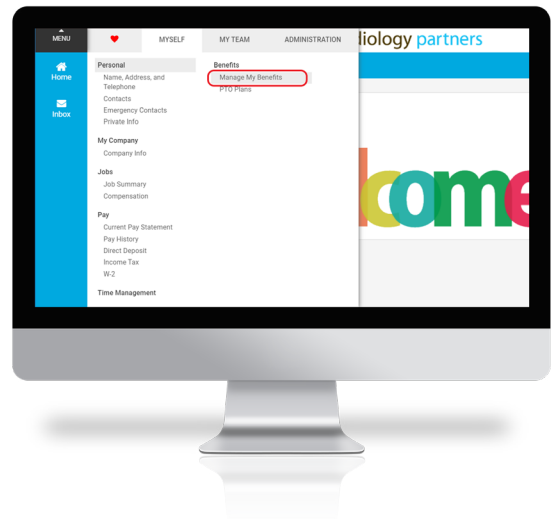 MENU
MYSELF
MY TEAM
ADMINISTRATION
Home
Inbox
Personal
Name, Address, and
Telephone
Contacts
Emergency Contacts
Private Info
My Company
Company Info
Jobs
Job Summary
Compensation
Pay
Current Pay Statement
Pay History
Direct Deposit
Income Tax
W-2
Time Management
Benefits
Manage My Benefits
PTO Plans
diology partners
lcome